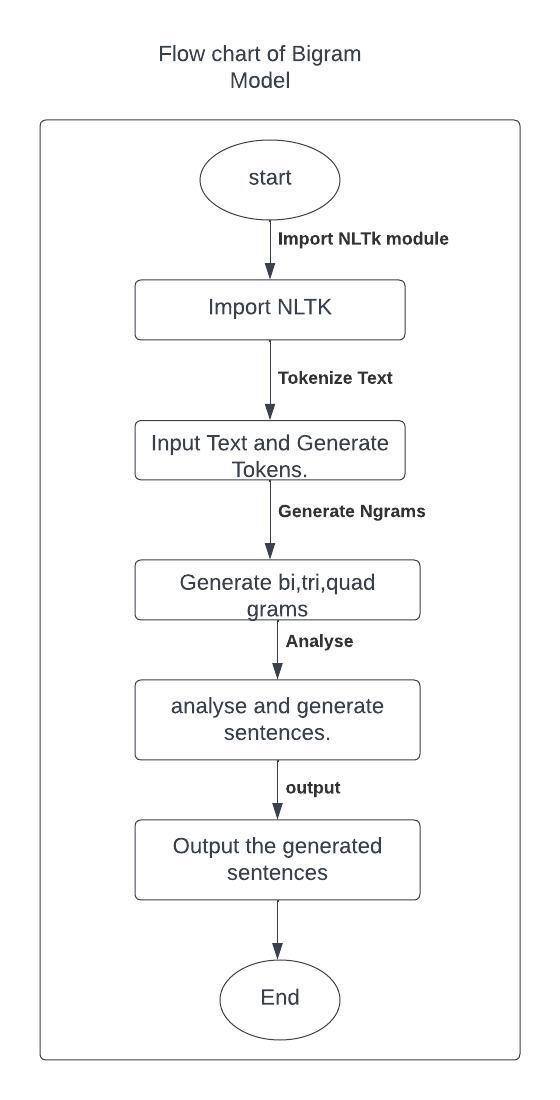 Flow chart of Bigram
Model
start
Import NLTk module
Import NLTK
Tokenize Text
Input Text and Generate
Tokens.
Generate Ngrams
Generate bi,tri,quad
grams
Analyse
analyse and generate
sentences.
output
Output the generated
sentences
End